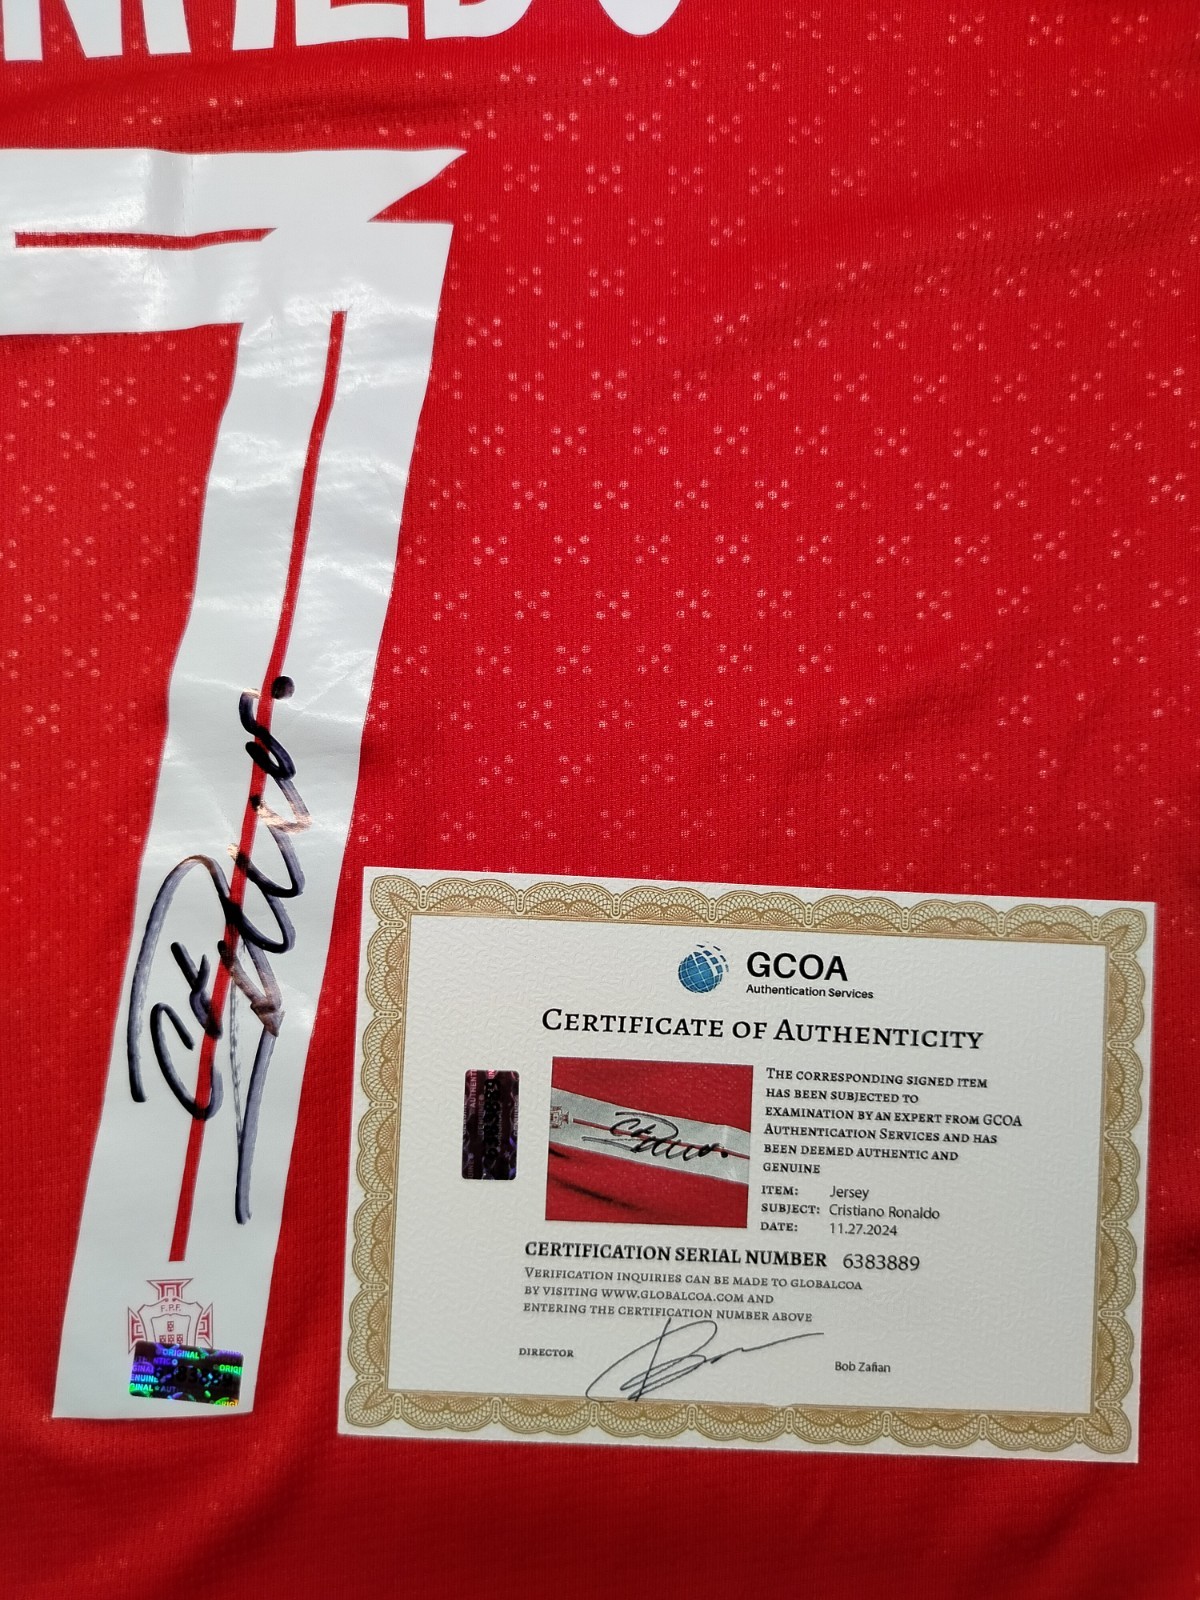 7
F.P.F.
ORIGINAL
GCOA
Authentication Services
CERTIFICATE OF AUTHENTICITY
THE CORRESPONDING SIGNED ITEM
HAS BEEN SUBJECTED TO
EXAMINATION BY AN EXPERT FROM GCOA
AUTHENTICATION SERVICES AND HAS
BEEN DEEMED AUTHENTIC AND
GENUINE
ITEM: Jersey
SUBJECT: Cristiano Ronaldo
DATE: 11.27.2024
CERTIFICATION SERIAL NUMBER 6383889
VERIFICATION INQUIRIES CAN BE MADE TO GLOBALCOA
BY VISITING WWW.GLOBALCOA.COM AND
ENTERING THE CERTIFICATION NUMBER ABOVE
DIRECTOR
Bob Zafian